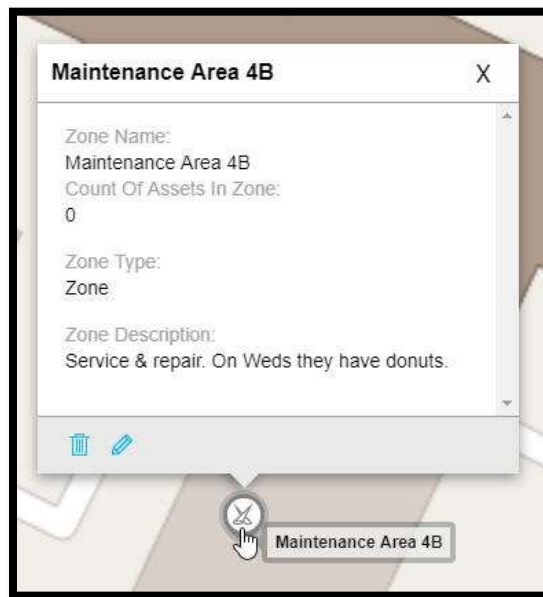 Maintenance Area 4B X
Zone Name:
Maintenance Area 4B
Count Of Assets In Zone:
0
Zone Type:
Zone
Zone Description:
Service & repair. On Weds they have donuts.
Maintenance Area 4B